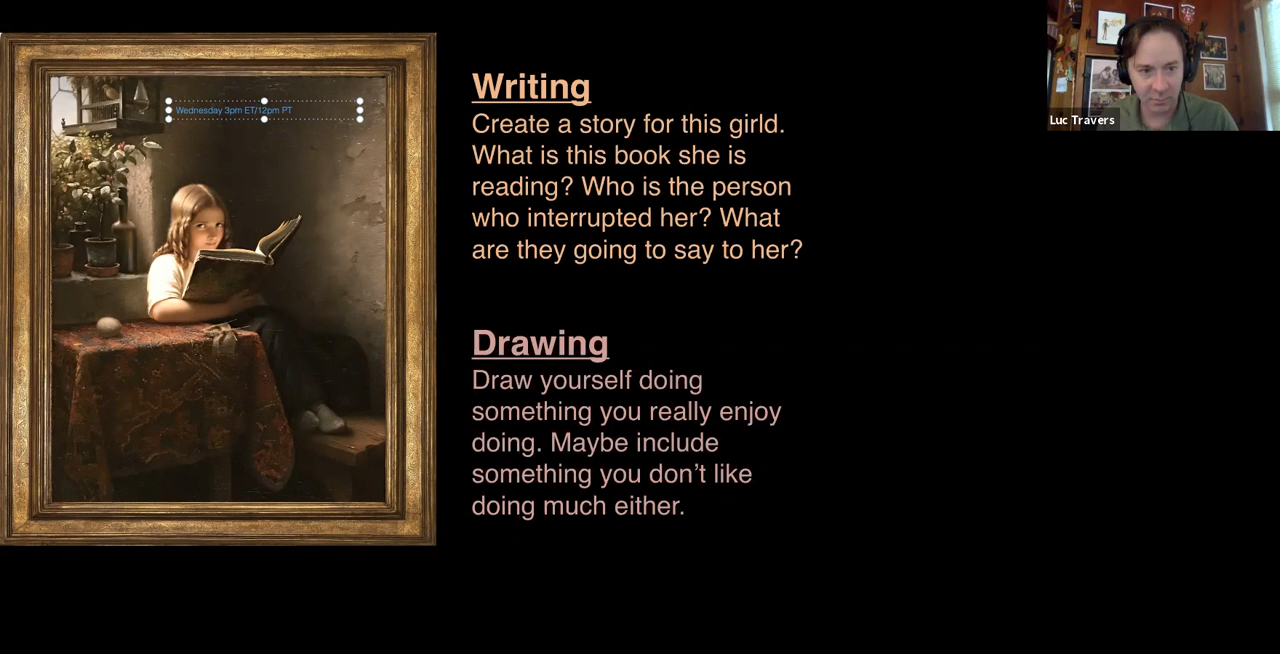 Wednesday 3pm ET/12pm PT
Writing
Create a story for this girld.
What is this book she is
reading? Who is the person
who interrupted her? What
are they going to say to her?
Drawing
Draw yourself doing
something you really enjoy
doing. Maybe include
something you don't like
doing much either.
Luc Travers